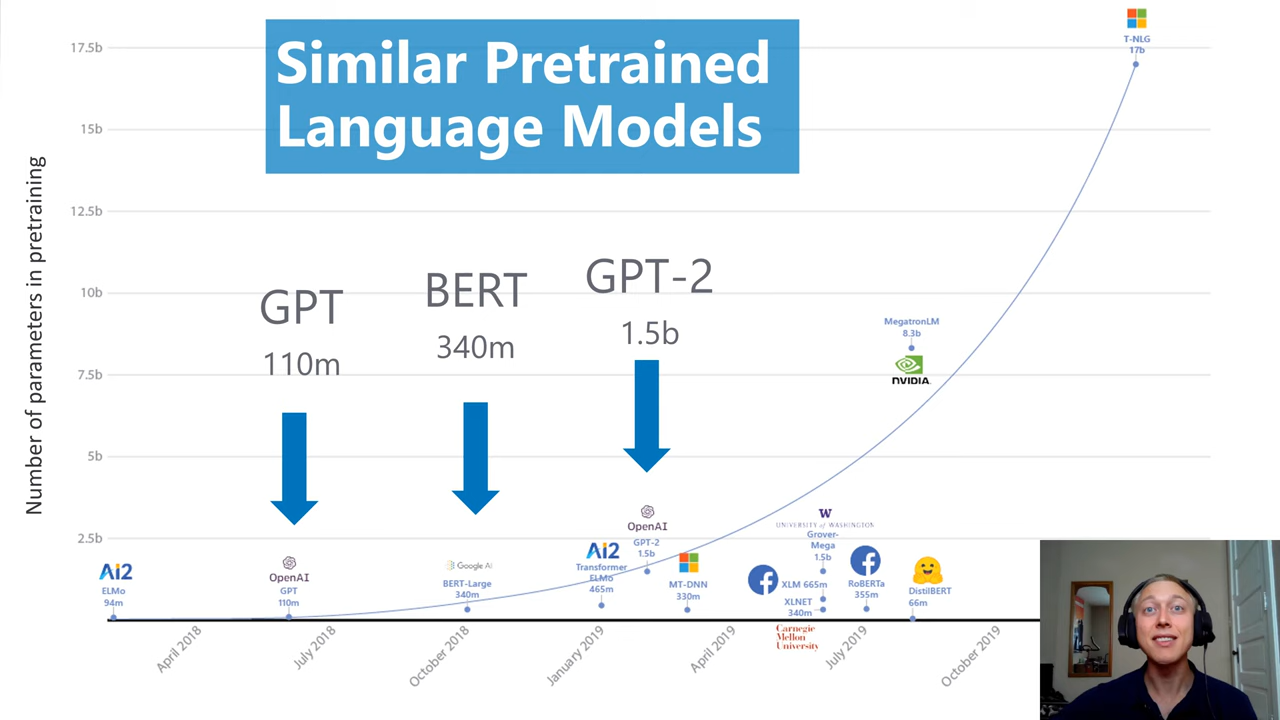 Similar Pretrained
Language Models
Number of parameters in pretraining
17.5b
15b
12.5b
10b
7.5b
5b
2.5b
GPT
110m
BERT
340m
GPT-2
1.5b
T-NLG
17b
MegatronLM
8.3b
NVIDIA
Ai2
ELMo
94m
OpenAI
GPT
110m
Google AI
BERT-Large
340m
Ai2
Transformer
ELMo
465m
OpenAI
GPT-2
1.5b
MT-DNN
330m
W
UNIVERSITY of WASHINGTON
Grover-
Mega
1.5b
XLM 665m
XLNET
340m
Carnegie
Mellon
University
RoBERTa
355m
DistilBERT
66m
April 2018
July 2018
October 2018
January 2019
April 2019
July 2019
October 2019